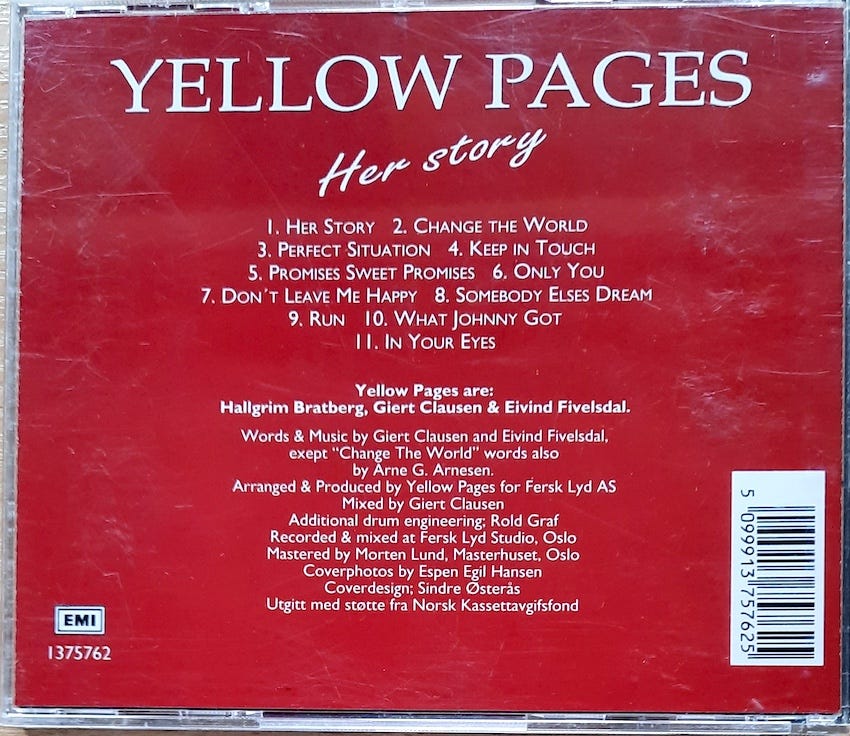 YELLOW PAGES
Her story
1. HER STORY 2. CHANGE THE WORLD
3. PERFECT SITUATION 4. KEEP IN TOUCH
5. PROMISES SWEET PROMISES 6. ONLY YOU
7. DON´T LEAVE ME HAPPY 8. SOMEBODY ELSES DREAM
9. RUN 10. WHAT JOHNNY GOT
11. IN YOUR EYES
Yellow Pages are:
Hallgrim Bratberg, Giert Clausen & Eivind Fivelsdal.
Words & Music by Giert Clausen and Eivind Fivelsdal,
exept "Change The World" words also
by Arne G. Arnesen.
Arranged & Produced by Yellow Pages for Fersk Lyd AS
Mixed by Giert Clausen
Additional drum engineering; Rold Graf
Recorded & mixed at Fersk Lyd Studio, Oslo
Mastered by Morten Lund, Masterhuset, Oslo
Coverphotos by Espen Egil Hansen
Coverdesign; Sindre Østerås
Utgitt med støtte fra Norsk Kassettavgifsfond
EMI
1375762
5 099913 757625